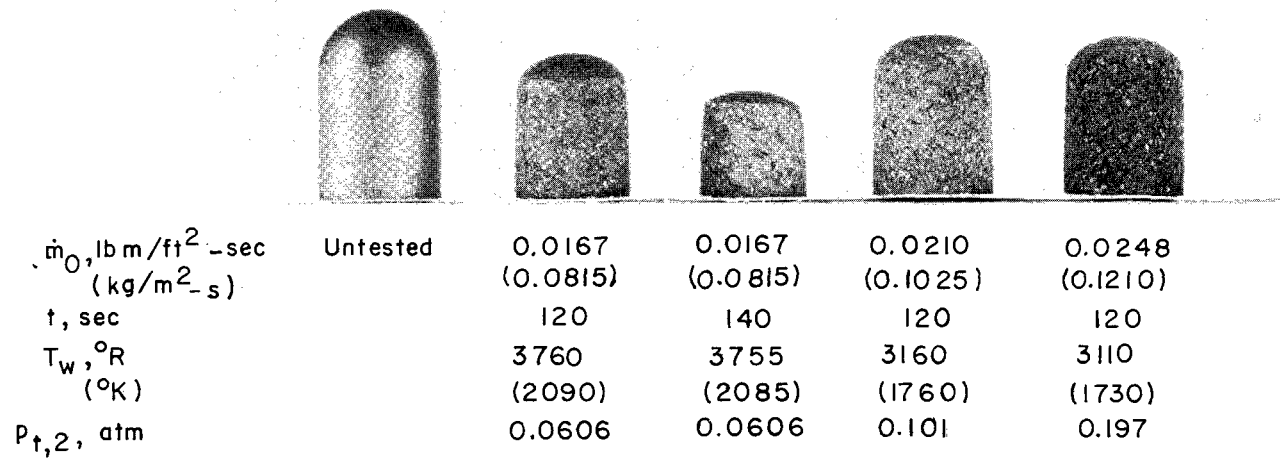 ṁ0, lbm/ft2-sec Untested 0.0167 0.0167 0.0210 0.0248
(kg/m2-s) (0.0815) (0.0815) (0.1025) (0.1210)
t, sec 120 140 120 120
Tw, °R 3760 3755 3160 3110
(°K) (2090) (2085) (1760) (1730)
Pt,2, atm 0.0606 0.0606 0.101 0.197